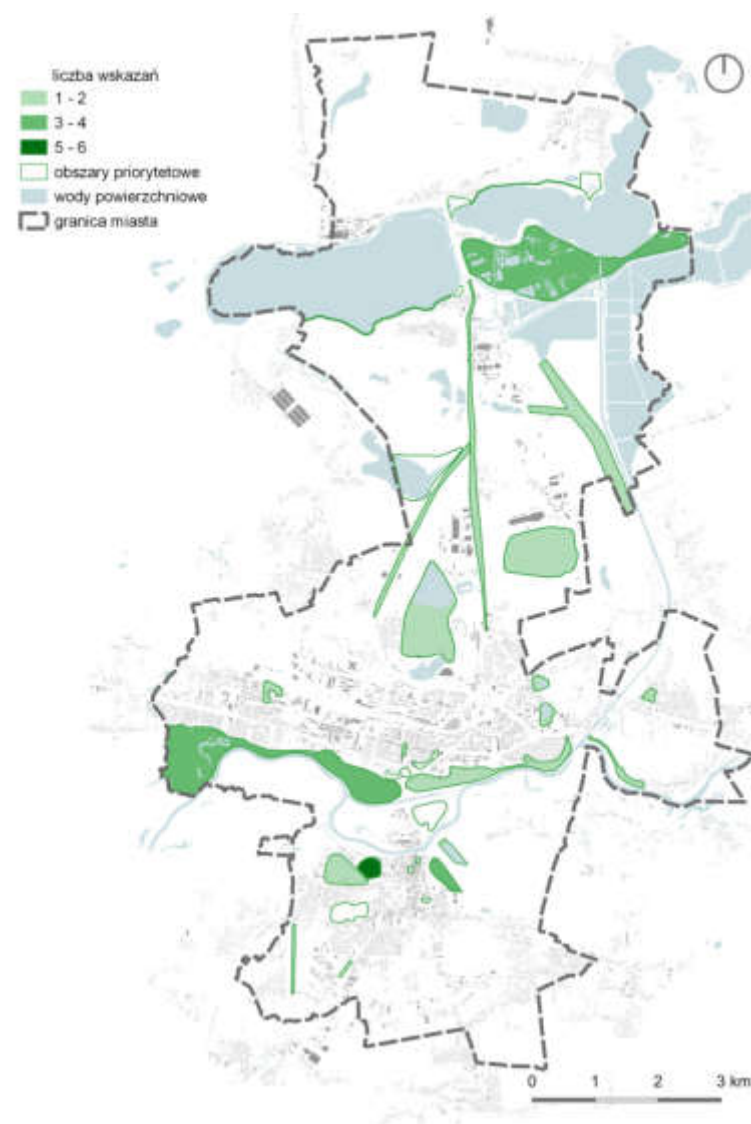 liczba wskazań
1 - 2
3 - 4
5 - 6
obszary priorytetowe
wody powierzchniowe
granica miasta
0 1 2 3 km